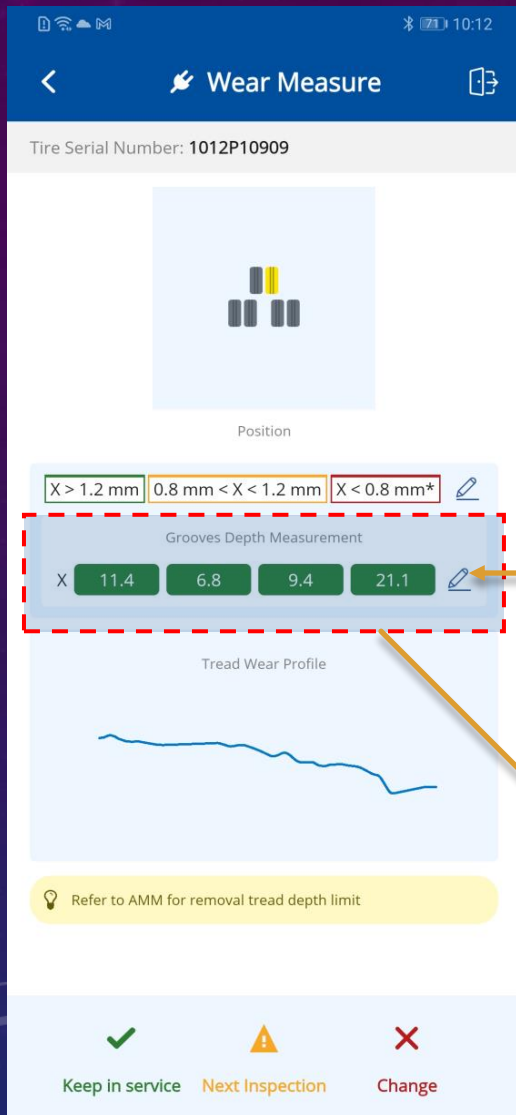 71 10:12
Wear Measure
Tire Serial Number: 1012P10909
Position
X > 1.2 mm 0.8 mm < X < 1.2 mm X < 0.8 mm*
Grooves Depth Measurement
X 11.4 6.8 9.4 21.1
Tread Wear Profile
Refer to AMM for removal tread depth limit
Keep in service Next Inspection Change